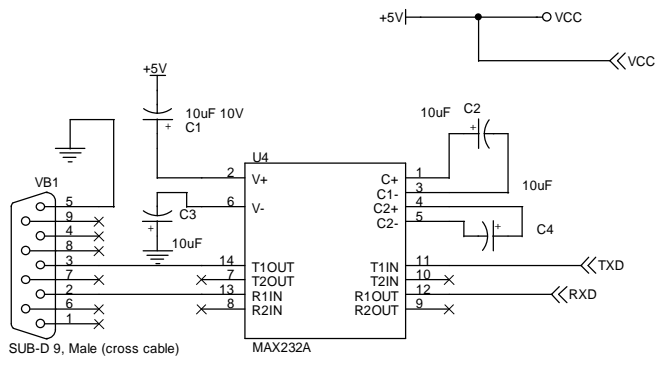 +5V
VCC
VCC
+5V
10uF 10V
C1
+
10uF
C2
+
U4
VB1
2
V+
C+
1
C1-
3
10uF
5
6
V-
C2+
4
9
C3
C2-
5
4
+
+
C4
8
10uF
3
14
T1OUT
T1IN
11
TXD
7
7
T2OUT
T2IN
10
2
13
R1IN
R1OUT
12
RXD
6
8
R2IN
R2OUT
9
1
SUB-D 9, Male (cross cable)
MAX232A